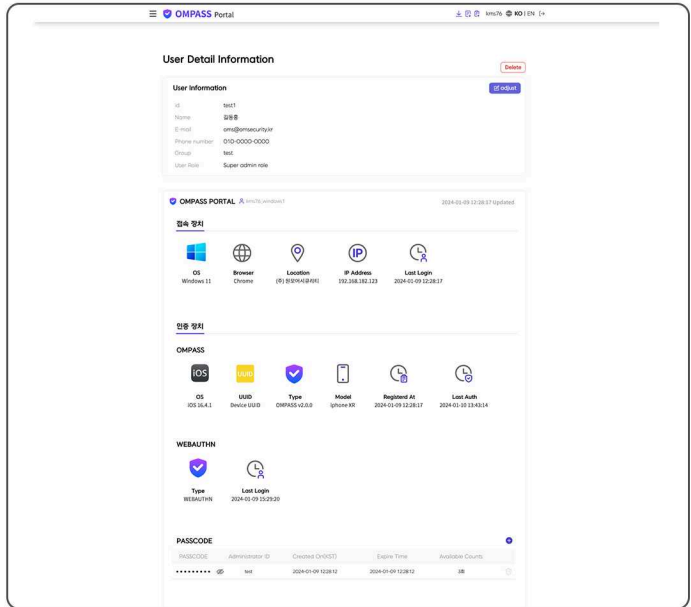 OMPASS Portal
kms76 KO | EN
User Detail Information
Delete
User Information
adjust
id test1
Name 길동홍
E-mail oms@omsecurity.kr
Phone number 010-0000-0000
Group test
User Role Super admin role
OMPASS PORTAL kms76.windows1
2024-01-09 12:28:17 Updated
접속 장치
OS Browser Location IP Address Last Login
Windows 11 Chrome (주) 원모어시큐리티 192.168.182.123 2024-01-09 12:28:17
인증 장치
OMPASS
iOS UUID
OS UUID Type Model Registerd At Last Auth
iOS 16.4.1 Device UUID OMPASS v2.0.0 iphone XR 2024-01-09 12:28:17 2024-01-10 13:43:14
WEBAUTHN
Type Last Login
WEBAUTHN 2024-01-09 15:29:20
PASSCODE
PASSCODE Administrator ID Created On(KST) Expire Time Available Counts
••••••••• test 2024-01-09 12:28:12 2024-01-09 12:28:12